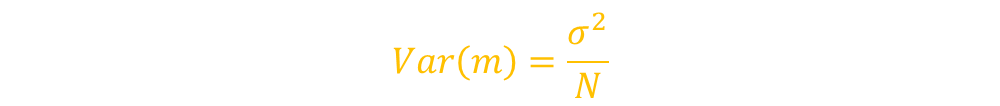 Var(m) = σ²/N